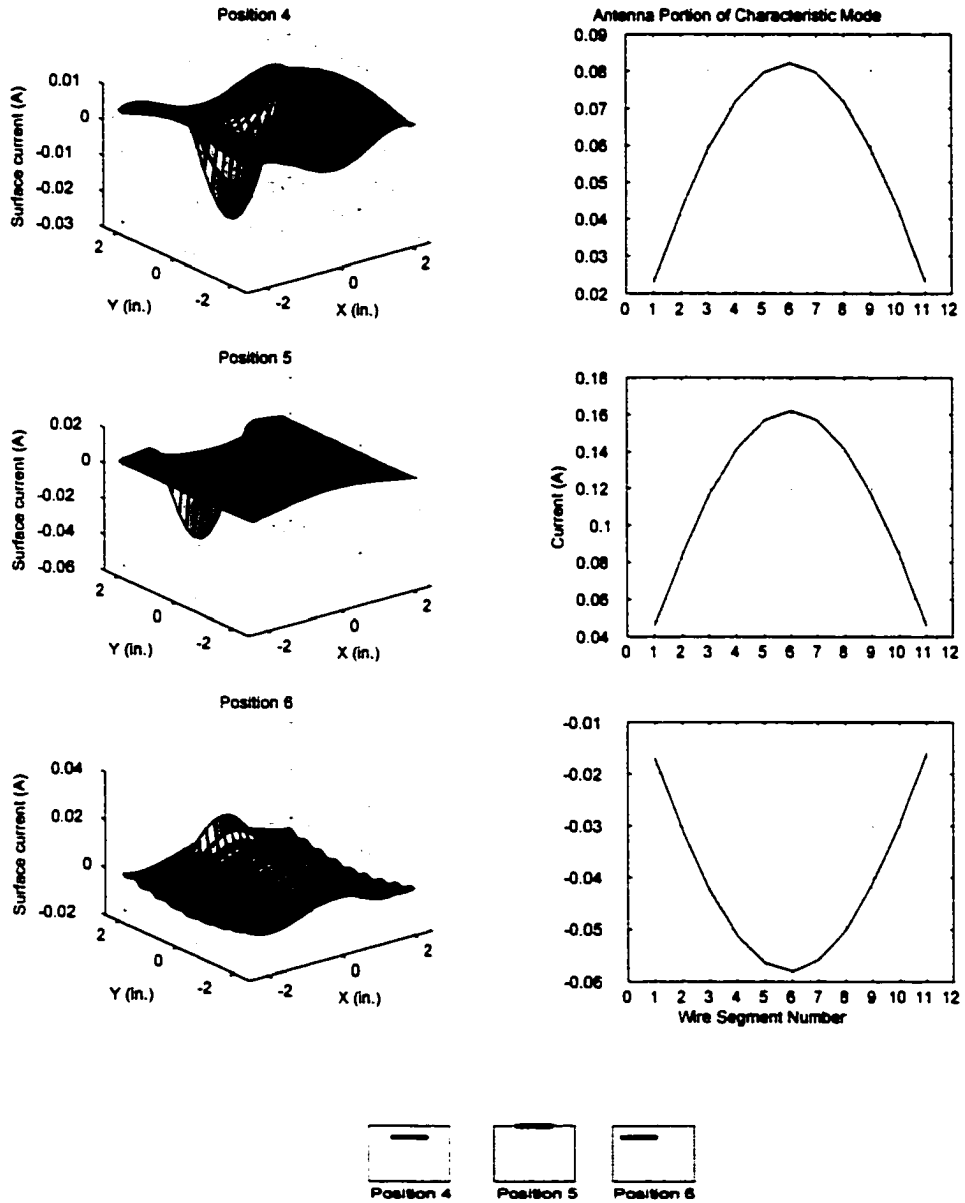 Position 4
Surface current (A)
0.01
0
-0.01
-0.02
-0.03
2
0
-2
Y (in.)
-2
0
2
X (in.)
Antenna Portion of Characteristic Mode
0.09
0.08
0.07
0.06
0.05
0.04
0.03
0.02
0 1 2 3 4 5 6 7 8 9 10 11 12
Position 5
Surface current (A)
0.02
0
-0.02
-0.04
-0.06
2
0
-2
Y (in.)
-2
0
2
X (in.)
Current (A)
0.18
0.16
0.14
0.12
0.1
0.08
0.06
0.04
0 1 2 3 4 5 6 7 8 9 10 11 12
Position 6
Surface current (A)
0.04
0.02
0
-0.02
2
0
-2
Y (in.)
-2
0
2
X (in.)
-0.01
-0.02
-0.03
-0.04
-0.05
-0.06
0 1 2 3 4 5 6 7 8 9 10 11 12
Wire Segment Number
Position 4
Position 5
Position 6